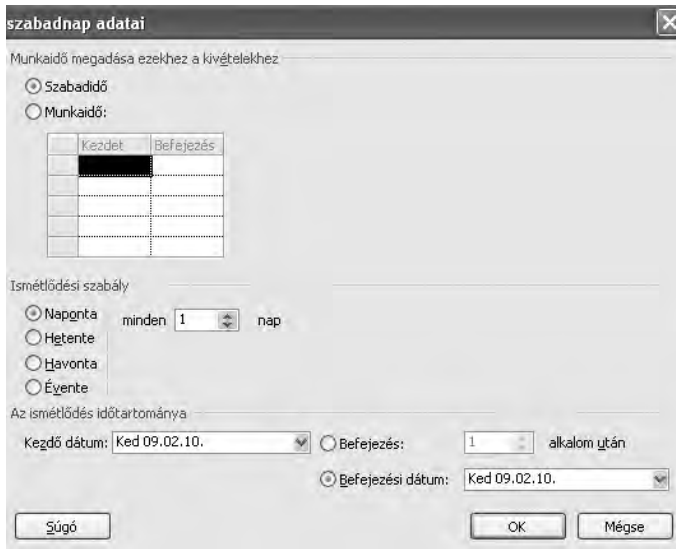 szabadnap adatai
Munkaidő megadása ezekhez a kivételekhez
Szabadidő
Munkaidő:
Kezdet Befejezés
Ismétlődési szabály
Naponta minden 1 nap
Hetente
Havonta
Évente
Az ismétlődés időtartománya
Kezdő dátum: Ked 09.02.10. Befejezés: 1 alkalom után
Befejezési dátum: Ked 09.02.10.
Súgó OK Mégse